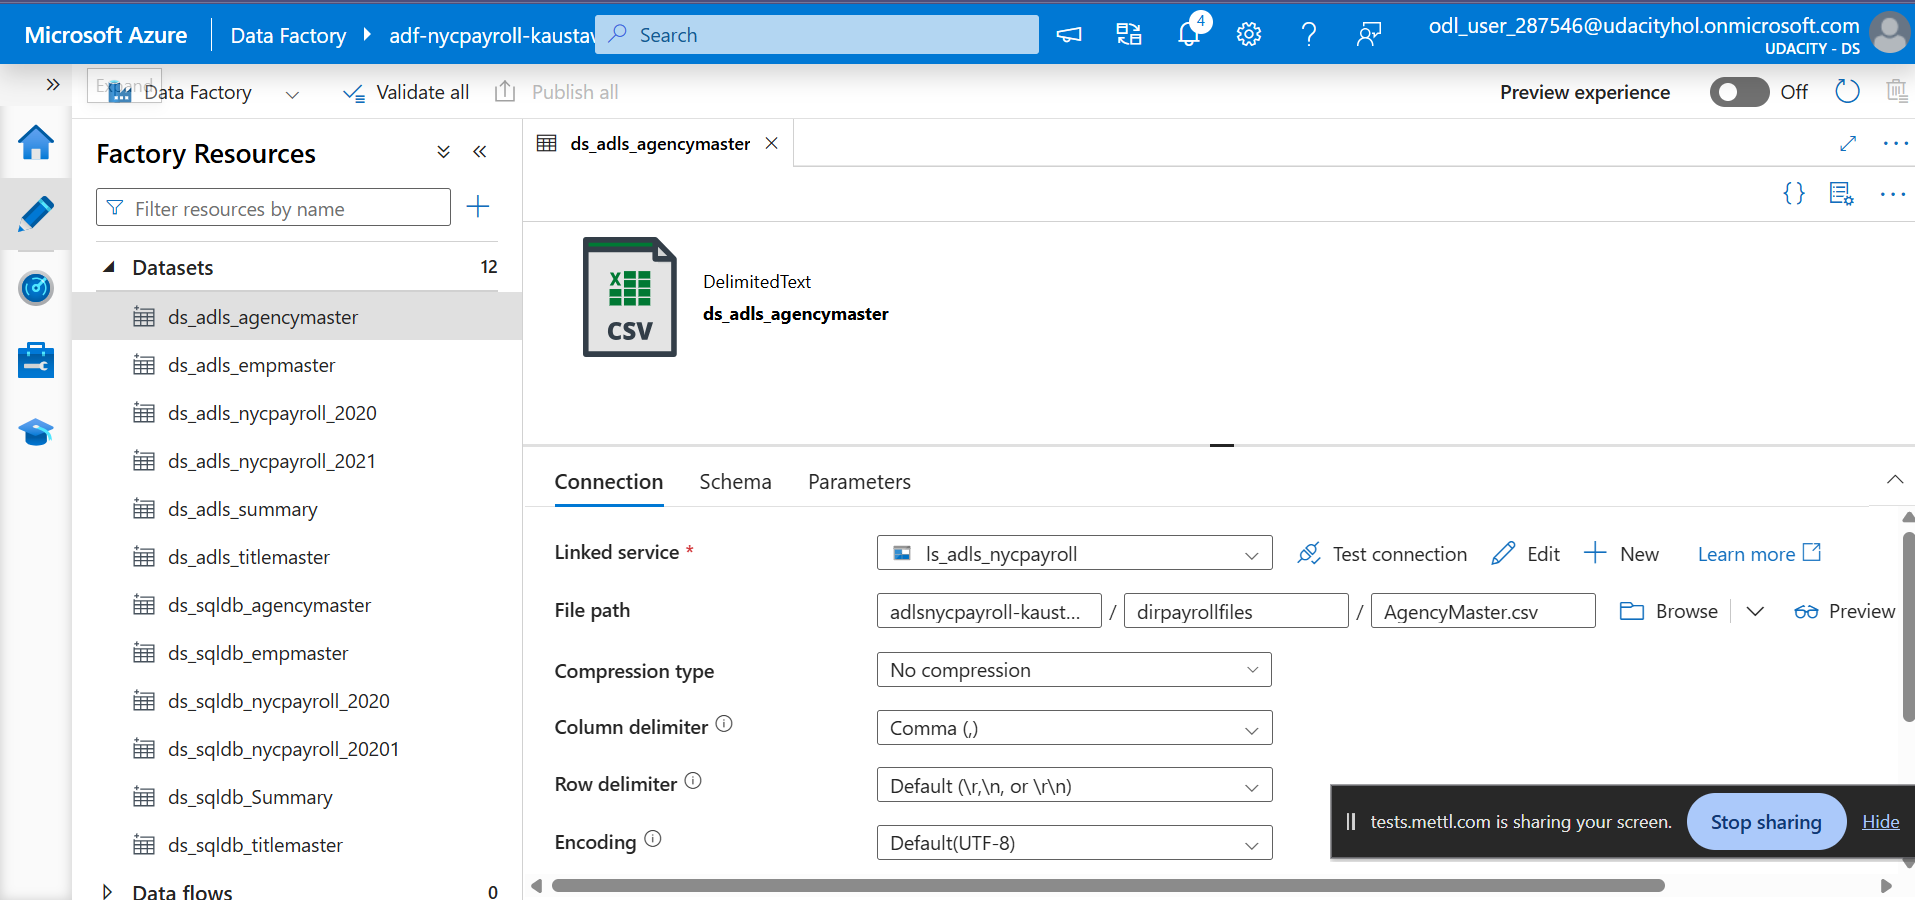 Microsoft Azure
Data Factory
adf-nycpayroll-kaustav
Search
4
odl_user_287546@udacityhol.onmicrosoft.com
UDACITY - DS
Expand
Data Factory
Validate all
Publish all
Preview experience
Off
Factory Resources
Filter resources by name
Datasets
12
ds_adls_agencymaster
ds_adls_empmaster
ds_adls_nycpayroll_2020
ds_adls_nycpayroll_2021
ds_adls_summary
ds_adls_titlemaster
ds_sqldb_agencymaster
ds_sqldb_empmaster
ds_sqldb_nycpayroll_2020
ds_sqldb_nycpayroll_20201
ds_sqldb_Summary
ds_sqldb_titlemaster
Data flows
0
ds_adls_agencymaster
{}
X
CSV
DelimitedText
ds_adls_agencymaster
Connection
Schema
Parameters
Linked service *
ls_adls_nycpayroll
Test connection
Edit
New
Learn more
File path
adlsnycpayroll-kaust...
/
dirpayrollfiles
/
AgencyMaster.csv
Browse
Preview
Compression type
No compression
Column delimiter
Comma (,)
Row delimiter
Default (\r,\n, or \r\n)
Encoding
Default(UTF-8)
tests.mettl.com is sharing your screen.
Stop sharing
Hide